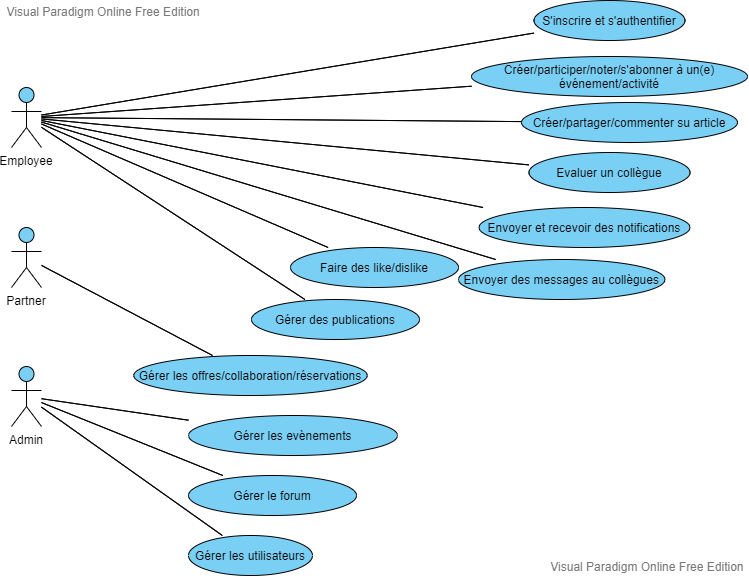 Visual Paradigm Online Free Edition
S'inscrire et s'authentifier
Créer/participer/noter/s'abonner à un(e)
événement/activité
Créer/partager/commenter su article
Employee
Evaluer un collègue
Envoyer et recevoir des notifications
Faire des like/dislike
Envoyer des messages au collègues
Partner
Gérer des publications
Gérer les offres/collaboration/réservations
Admin
Gérer les evènements
Gérer le forum
Gérer les utilisateurs
Visual Paradigm Online Free Edition